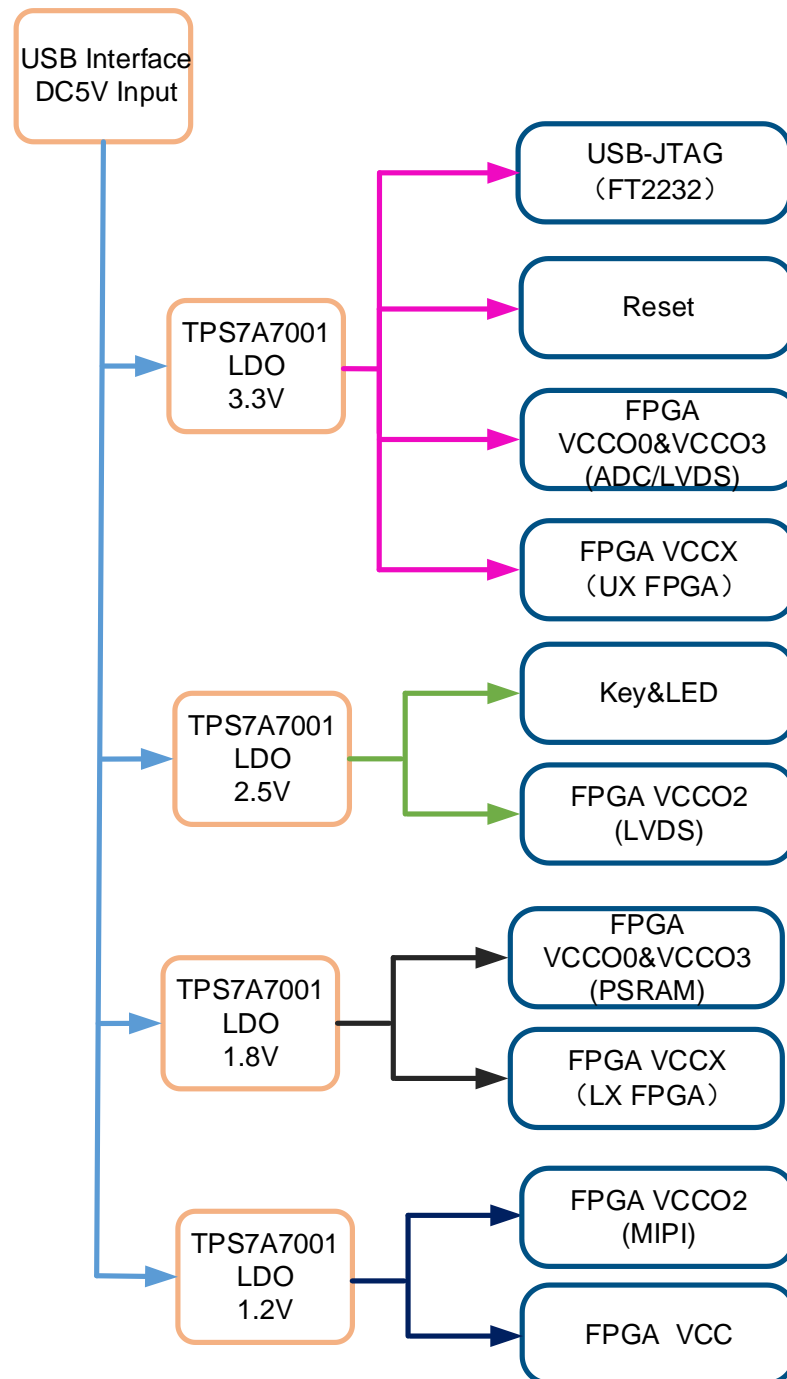 USB Interface
DC5V Input
USB-JTAG
（FT2232）
Reset
TPS7A7001
LDO
3.3V
FPGA
VCCO0&VCCO3
(ADC/LVDS)
FPGA VCCX
（UX FPGA）
Key&LED
TPS7A7001
LDO
2.5V
FPGA VCCO2
(LVDS)
FPGA
VCCO0&VCCO3
(PSRAM)
TPS7A7001
LDO
1.8V
FPGA VCCX
（LX FPGA）
FPGA VCCO2
(MIPI)
TPS7A7001
LDO
1.2V
FPGA  VCC